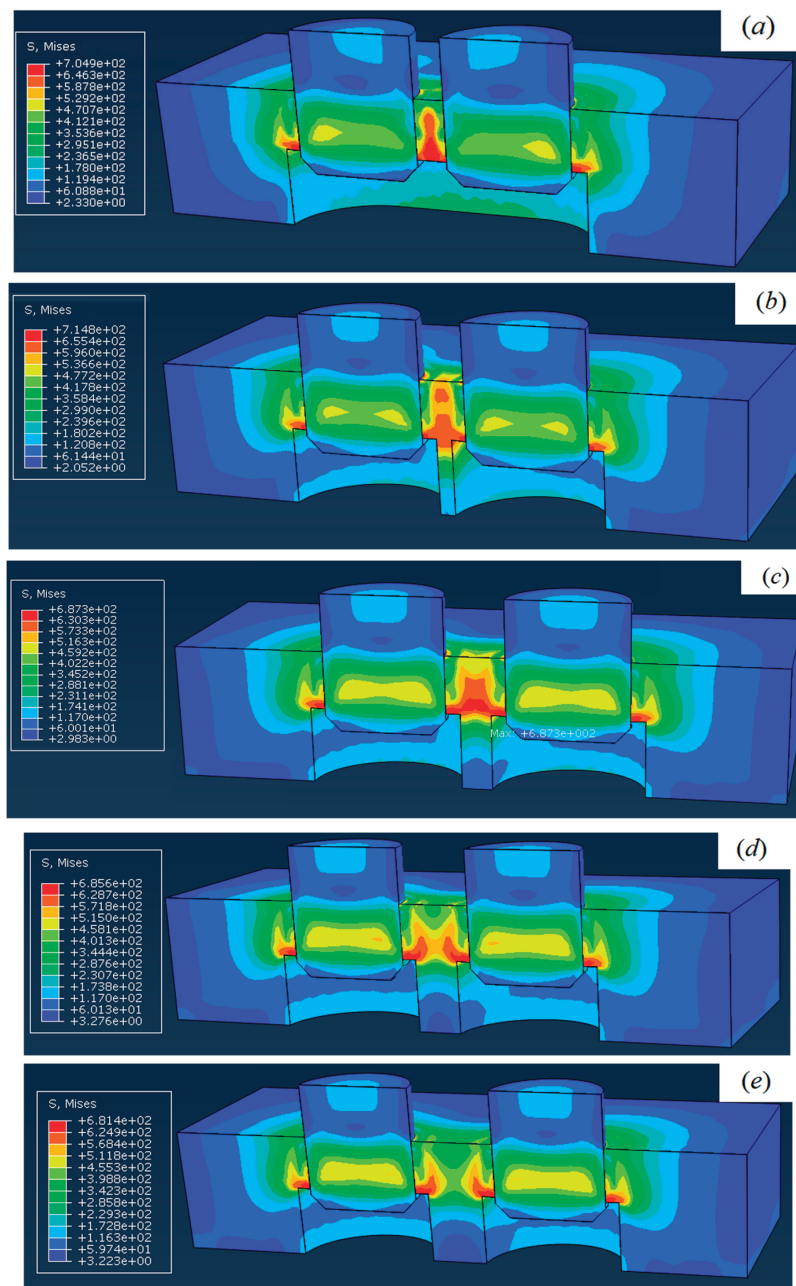 (a)
S, Mises
+7.049e+02
+6.463e+02
+5.878e+02
+5.292e+02
+4.707e+02
+4.121e+02
+3.536e+02
+2.951e+02
+2.365e+02
+1.780e+02
+1.194e+02
+6.088e+01
+2.330e+00
(b)
S, Mises
+7.148e+02
+6.554e+02
+5.960e+02
+5.366e+02
+4.772e+02
+4.178e+02
+3.584e+02
+2.990e+02
+2.396e+02
+1.802e+02
+1.208e+02
+6.144e+01
+2.052e+00
(c)
S, Mises
+6.873e+02
+6.303e+02
+5.733e+02
+5.163e+02
+4.592e+02
+4.022e+02
+3.452e+02
+2.881e+02
+2.311e+02
+1.741e+02
+1.170e+02
+6.001e+01
+2.983e+00
Max: +6.873e+002
(d)
S, Mises
+6.856e+02
+6.287e+02
+5.718e+02
+5.150e+02
+4.581e+02
+4.013e+02
+3.444e+02
+2.876e+02
+2.307e+02
+1.738e+02
+1.170e+02
+6.013e+01
+3.276e+00
(e)
S, Mises
+6.814e+02
+6.249e+02
+5.684e+02
+5.118e+02
+4.553e+02
+3.988e+02
+3.423e+02
+2.858e+02
+2.293e+02
+1.728e+02
+1.163e+02
+5.974e+01
+3.223e+00